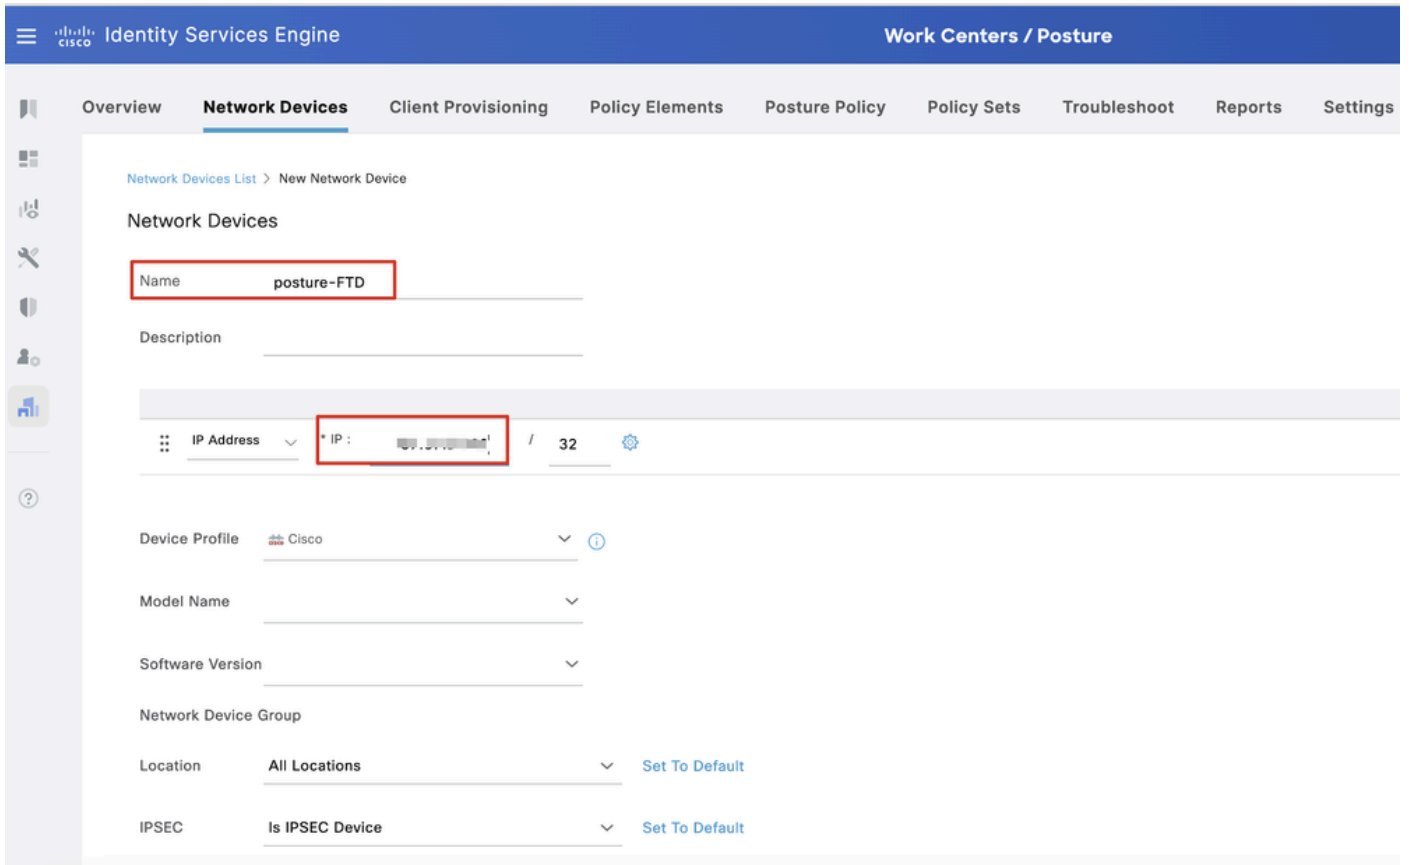 cisco Identity Services Engine
Work Centers / Posture
Overview Network Devices Client Provisioning Policy Elements Posture Policy Policy Sets Troubleshoot Reports Settings
Network Devices List > New Network Device
Network Devices
Name posture-FTD
Description
IP Address * IP : / 32
Device Profile Cisco
Model Name
Software Version
Network Device Group
Location All Locations Set To Default
IPSEC Is IPSEC Device Set To Default